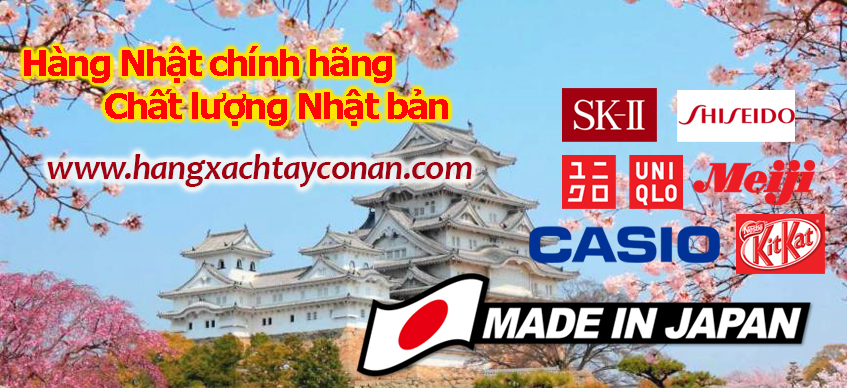 Hàng Nhật chính hãng
Chất lượng Nhật bản
www.hangxachtayconan.com
SK-II
SHISEIDO
ユニ
クロ
UNI
QLO
Meiji
CASIO
Nestle
KitKat
MADE IN JAPAN